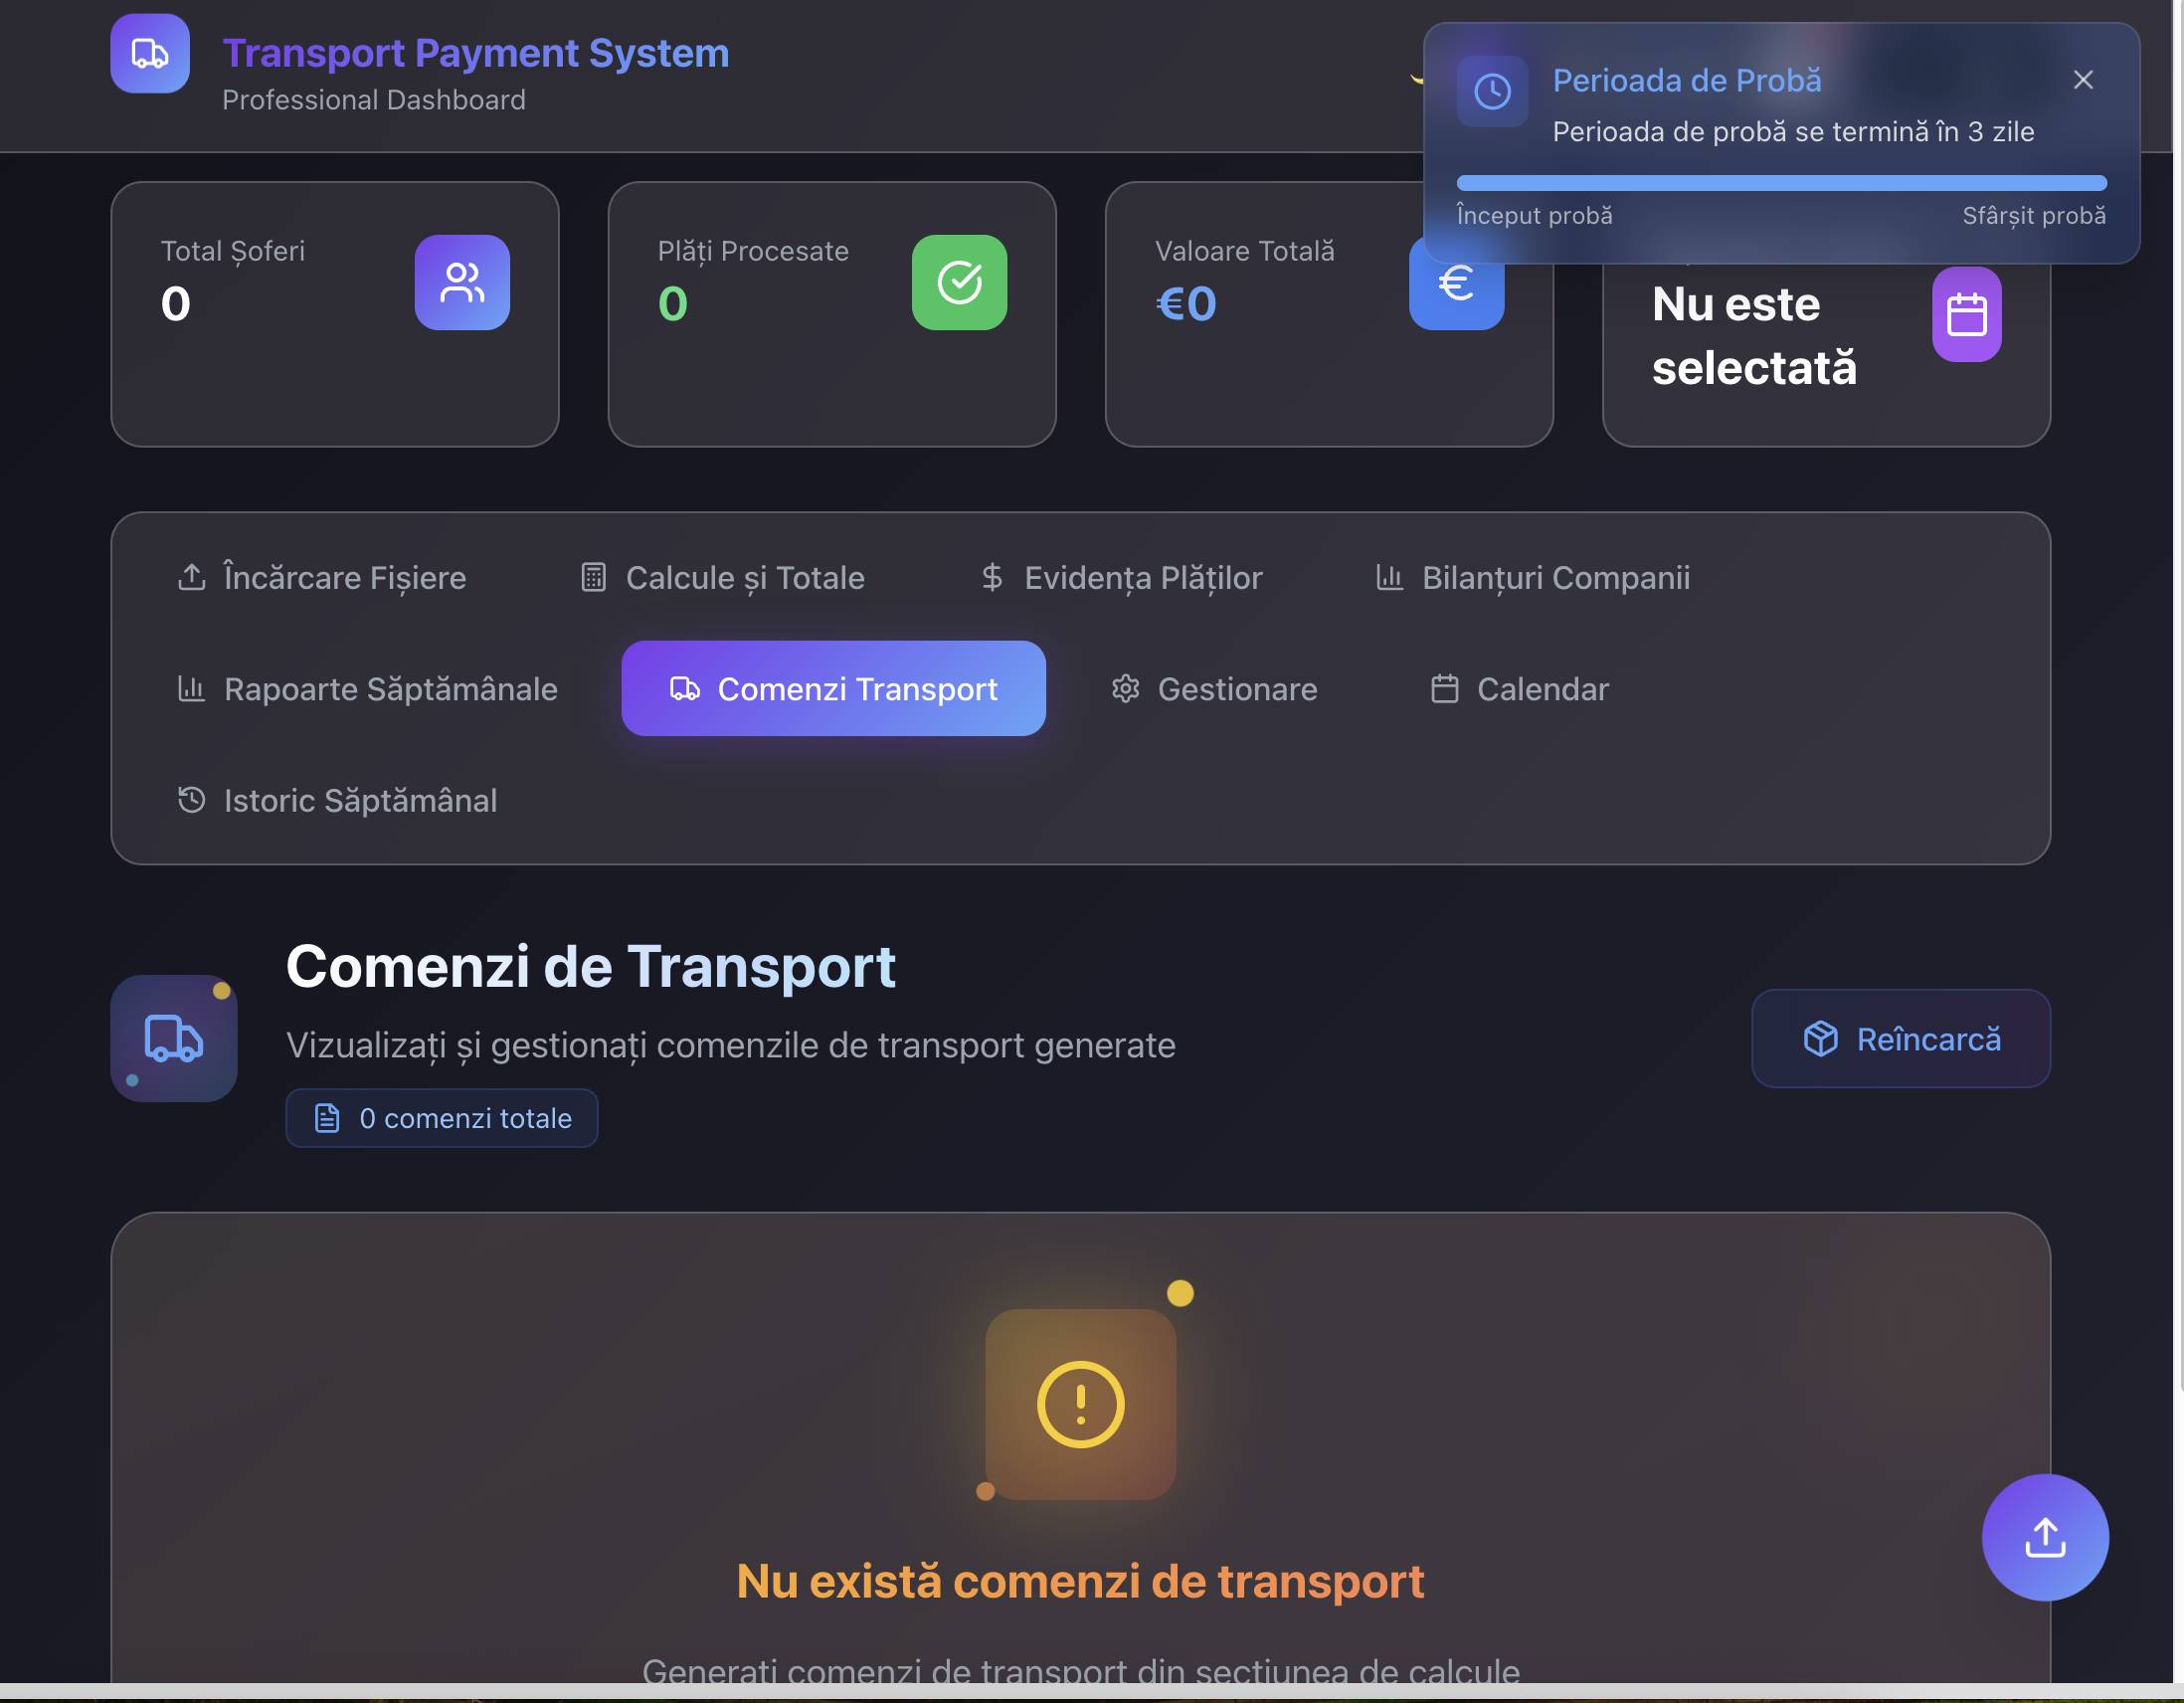 Transport Payment System
Professional Dashboard
Perioada de Probă
Perioada de probă se termină în 3 zile
Început probă
Sfârșit probă
Total Șoferi
0
Plăți Procesate
0
Valoare Totală
€0
Nu este
selectată
Încărcare Fișiere
Calcule și Totale
Evidența Plăților
Bilanțuri Companii
Rapoarte Săptămânale
Comenzi Transport
Gestionare
Calendar
Istoric Săptămânal
Comenzi de Transport
Vizualizați și gestionați comenzile de transport generate
0 comenzi totale
Reîncarcă
Nu există comenzi de transport
Generați comenzi de transport din secțiunea de calcule